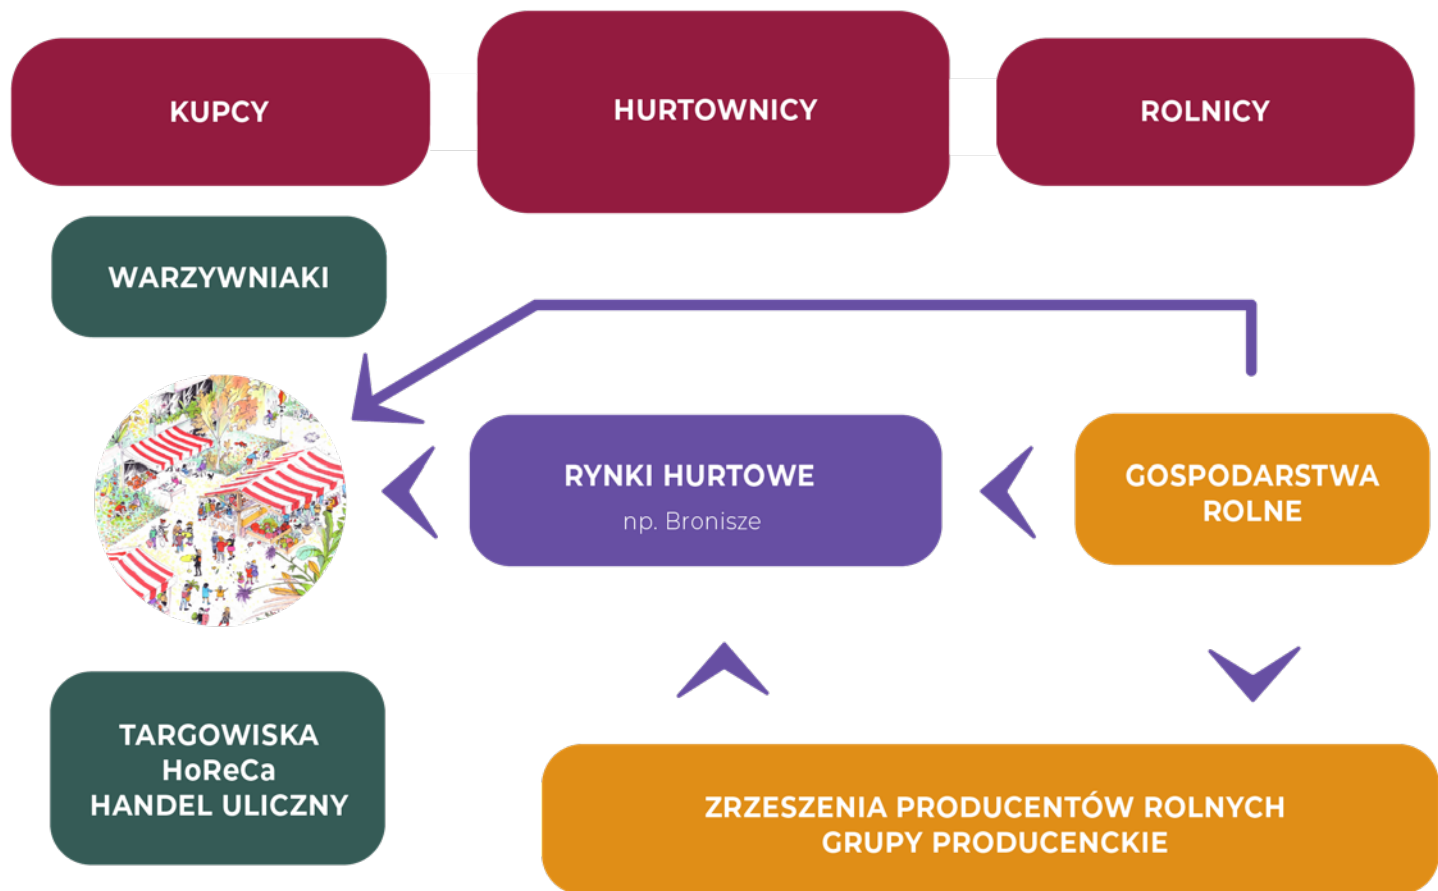 KUPCY
HURTOWNICY
ROLNICY
WARZYWNIAKI
RYNKI HURTOWE
np. Bronisze
GOSPODARSTWA
ROLNE
TARGOWISKA
HoReCa
HANDEL ULICZNY
ZRZESZENIA PRODUCENTÓW ROLNYCH
GRUPY PRODUCENCKIE